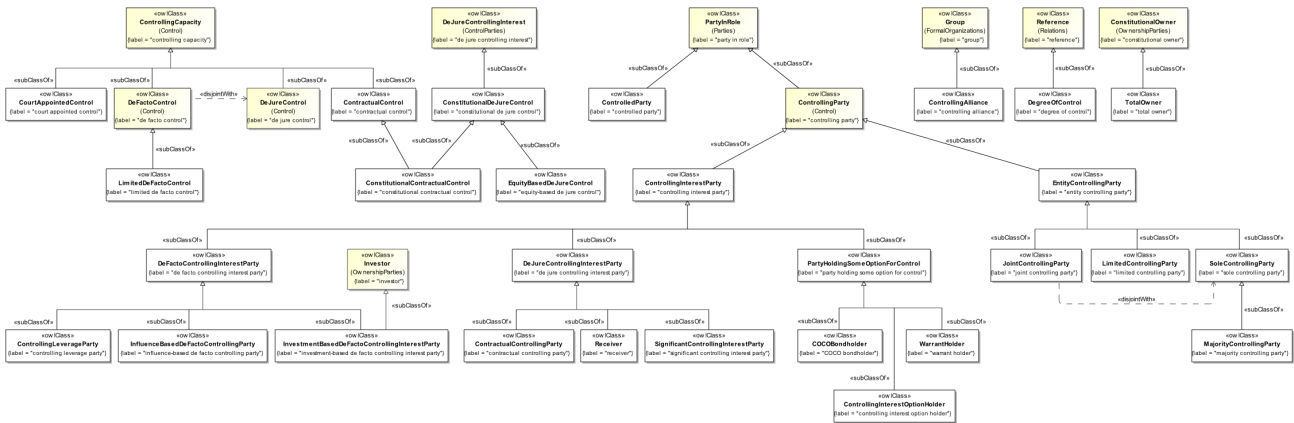 «owlClass»
ControllingCapacity
(Control)
{label = "controlling capacity"}
«owlClass»
DeJureControllingInterest
(ControlParties)
{label = "de jure controlling interest"}
«owlClass»
PartyInRole
(Parties)
{label = "party in role"}
«owlClass»
Group
(FormalOrganizations)
{label = "group"}
«owlClass»
Reference
(Relations)
{label = "reference"}
«owlClass»
ConstitutionalOwner
(OwnershipParties)
{label = "constitutional owner"}
«subClassOf»
«subClassOf»
«subClassOf»
«subClassOf»
«subClassOf»
«subClassOf»
«subClassOf»
«subClassOf»
«subClassOf»
«subClassOf»
«owlClass»
CourtAppointedControl
{label = "court appointed control"}
«owlClass»
DeFactoControl
(Control)
{label = "de facto control"}
«disjointWith»
«owlClass»
DeJureControl
(Control)
{label = "de jure control"}
«owlClass»
ContractualControl
{label = "contractual control"}
«owlClass»
ConstitutionalDeJureControl
{label = "constitutional de jure control"}
«owlClass»
ControlledParty
{label = "controlled party"}
«owlClass»
ControllingParty
(Control)
{label = "controlling party"}
«owlClass»
ControllingAlliance
{label = "controlling alliance"}
«owlClass»
DegreeOfControl
{label = "degree of control"}
«owlClass»
TotalOwner
{label = "total owner"}
«subClassOf»
«subClassOf»
«subClassOf»
«subClassOf»
«subClassOf»
«subClassOf»
«owlClass»
LimitedDeFactoControl
{label = "limited de facto control"}
«owlClass»
ConstitutionalContractualControl
{label = "constitutional contractual control"}
«owlClass»
EquityBasedDeJureControl
{label = "equity-based de jure control"}
«owlClass»
ControllingInterestParty
{label = "controlling interest party"}
«owlClass»
EntityControllingParty
{label = "entity controlling party"}
«subClassOf»
«subClassOf»
«subClassOf»
«subClassOf»
«subClassOf»
«subClassOf»
«owlClass»
DeFactoControllingInterestParty
{label = "de facto controlling interest party"}
«owlClass»
Investor
(OwnershipParties)
{label = "investor"}
«owlClass»
DeJureControllingInterestParty
{label = "de jure controlling interest party"}
«owlClass»
PartyHoldingSomeOptionForControl
{label = "party holding some option for control"}
«owlClass»
JointControllingParty
{label = "joint controlling party"}
«owlClass»
LimitedControllingParty
{label = "limited controlling party"}
«owlClass»
SoleControllingParty
{label = "sole controlling party"}
«disjointWith»
«subClassOf»
«subClassOf»
«subClassOf»
«subClassOf»
«subClassOf»
«subClassOf»
«subClassOf»
«subClassOf»
«subClassOf»
«subClassOf»
«owlClass»
ControllingLeverageParty
{label = "controlling leverage party"}
«owlClass»
InfluenceBasedDeFactoControllingParty
{label = "influence-based de facto controlling party"}
«owlClass»
InvestmentBasedDeFactoControllingInterestParty
{label = "investment-based de facto controlling interest party"}
«owlClass»
ContractualControllingParty
{label = "contractual controlling party"}
«owlClass»
Receiver
{label = "receiver"}
«owlClass»
SignificantControllingInterestParty
{label = "significant controlling interest party"}
«owlClass»
COCOBondholder
{label = "COCO bondholder"}
«owlClass»
WarrantHolder
{label = "warrant holder"}
«owlClass»
MajorityControllingParty
{label = "majority controlling party"}
«subClassOf»
«owlClass»
ControllingInterestOptionHolder
{label = "controlling interest option holder"}